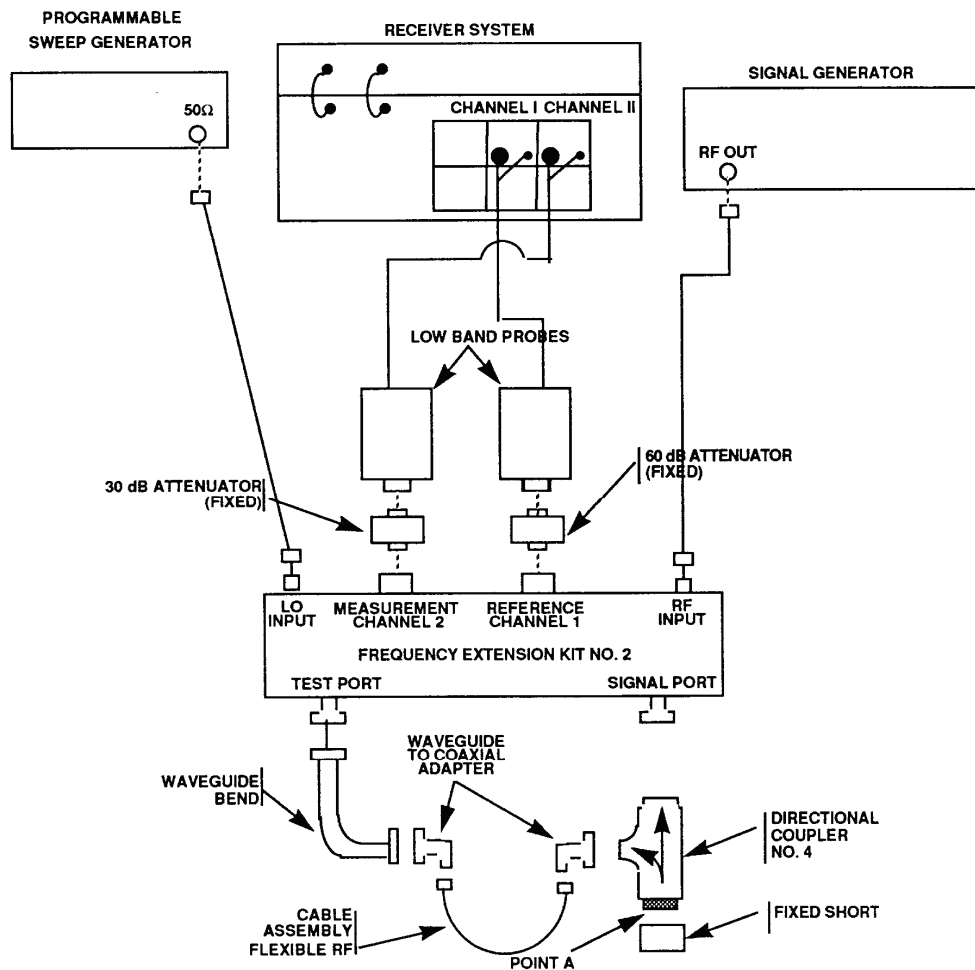 PROGRAMMABLE
SWEEP GENERATOR
RECEIVER SYSTEM
SIGNAL GENERATOR
50Ω
CHANNEL I CHANNEL II
RF OUT
LOW BAND PROBES
30 dB ATTENUATOR
(FIXED)
60 dB ATTENUATOR
(FIXED)
LO
INPUT
MEASUREMENT
CHANNEL 2
REFERENCE
CHANNEL 1
RF
INPUT
FREQUENCY EXTENSION KIT NO. 2
TEST PORT
SIGNAL PORT
WAVEGUIDE
BEND
WAVEGUIDE
TO COAXIAL
ADAPTER
DIRECTIONAL
COUPLER
NO. 4
CABLE
ASSEMBLY
FLEXIBLE RF
POINT A
FIXED SHORT